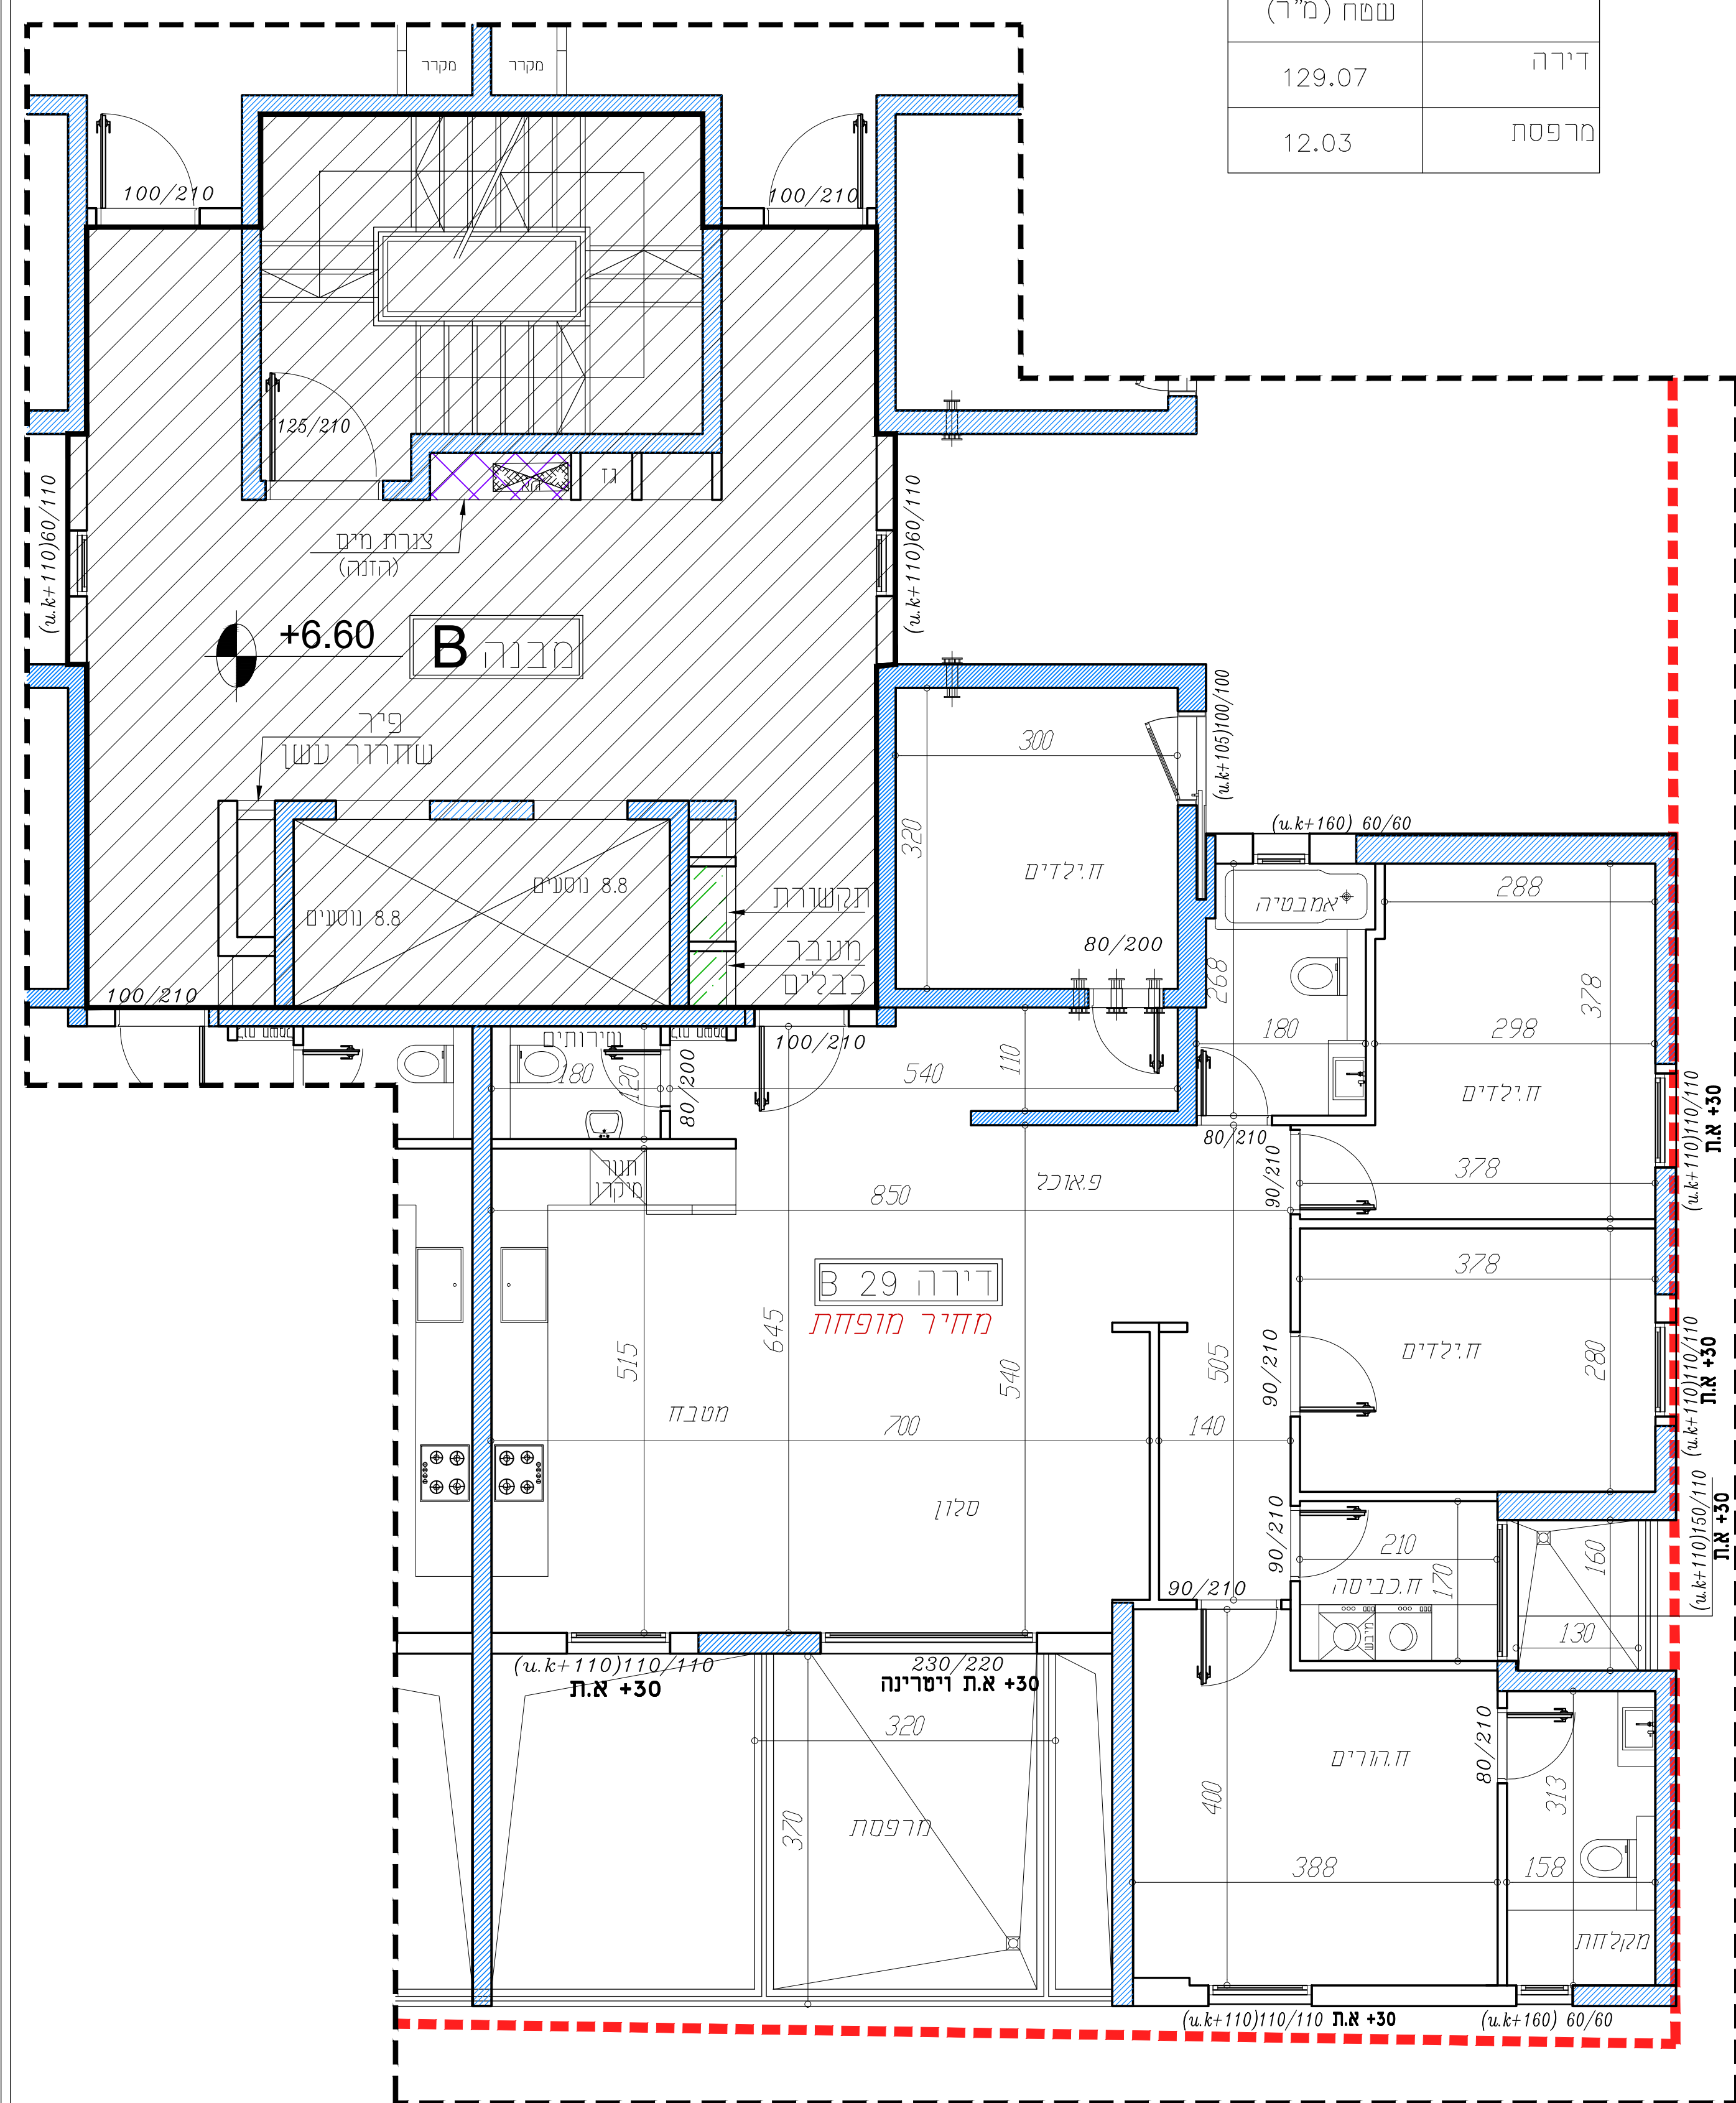 שטח (מ"ר)
דירה
129.07
מרפסת
12.03
מקרר
מקרר
100/210
100/210
125/210
גז
צנרת מים
(הזנה)
(u.k+110)60/110
(u.k+110)60/110
+6.60
מבנה B
פיר
שחרור עשן
8.8 נוסעים
8.8 נוסעים
תקשורת
מעבר
כבלים
300
320
ח.ילדים
(u.k+105)100/100
80/200
(u.k+160) 60/60
אמבטיה
268
180
288
378
298
ח.ילדים
378
(u.k+110)110/110
א.ת +30
100/210
שירותים
180
120
80/200
100/210
540
110
80/210
90/210
תנור
מיקרו
פ.אוכל
850
דירה 29 B
מחיר מופחת
515
645
540
505
מטבח
700
140
סלון
90/210
378
ח.ילדים
280
(u.k+110)110/110
א.ת +30
90/210
210
170
ח.כביסה
מייבש
160
130
(u.k+110)150/110
א.ת +30
90/210
(u.k+110)110/110
א.ת +30
230/220
א.ת ויטרינה +30
320
370
מרפסת
ח.הורים
400
388
80/210
313
158
מקלחת
(u.k+110)110/110 א.ת +30
(u.k+160) 60/60